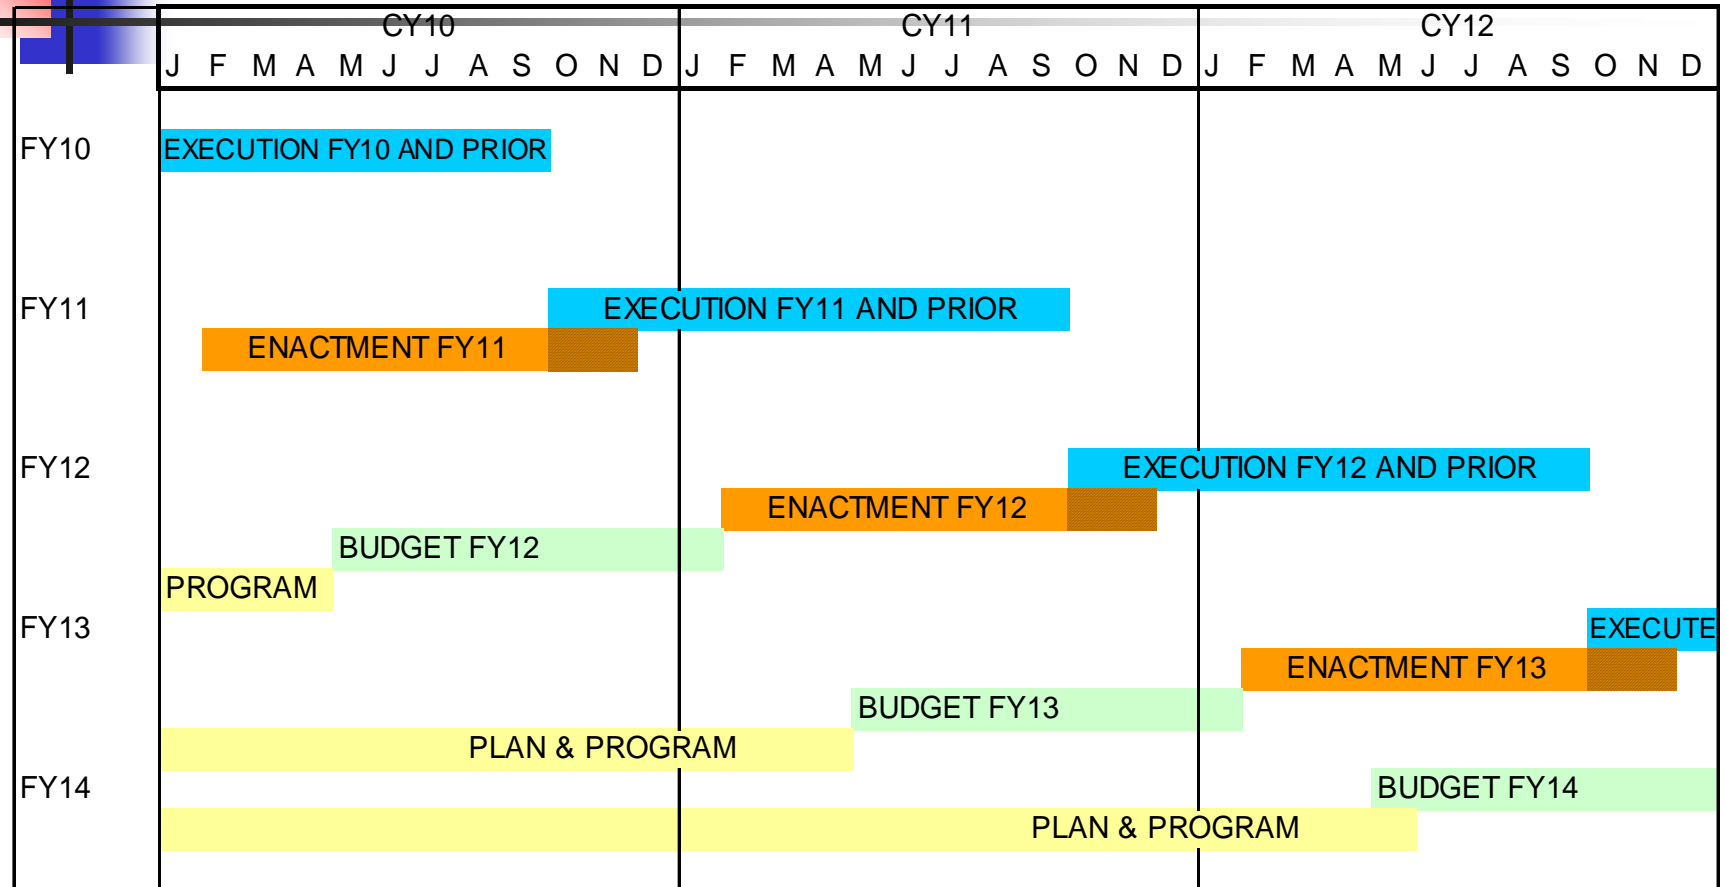 CY10 CY11 CY12
J F M A M J J A S O N D J F M A M J J A S O N D J F M A M J J A S O N D
FY10 EXECUTION FY10 AND PRIOR
FY11 EXECUTION FY11 AND PRIOR
ENACTMENT FY11
FY12 EXECUTION FY12 AND PRIOR
ENACTMENT FY12
BUDGET FY12
PROGRAM
FY13 EXECUTE
ENACTMENT FY13
BUDGET FY13
PLAN & PROGRAM
FY14 BUDGET FY14
PLAN & PROGRAM